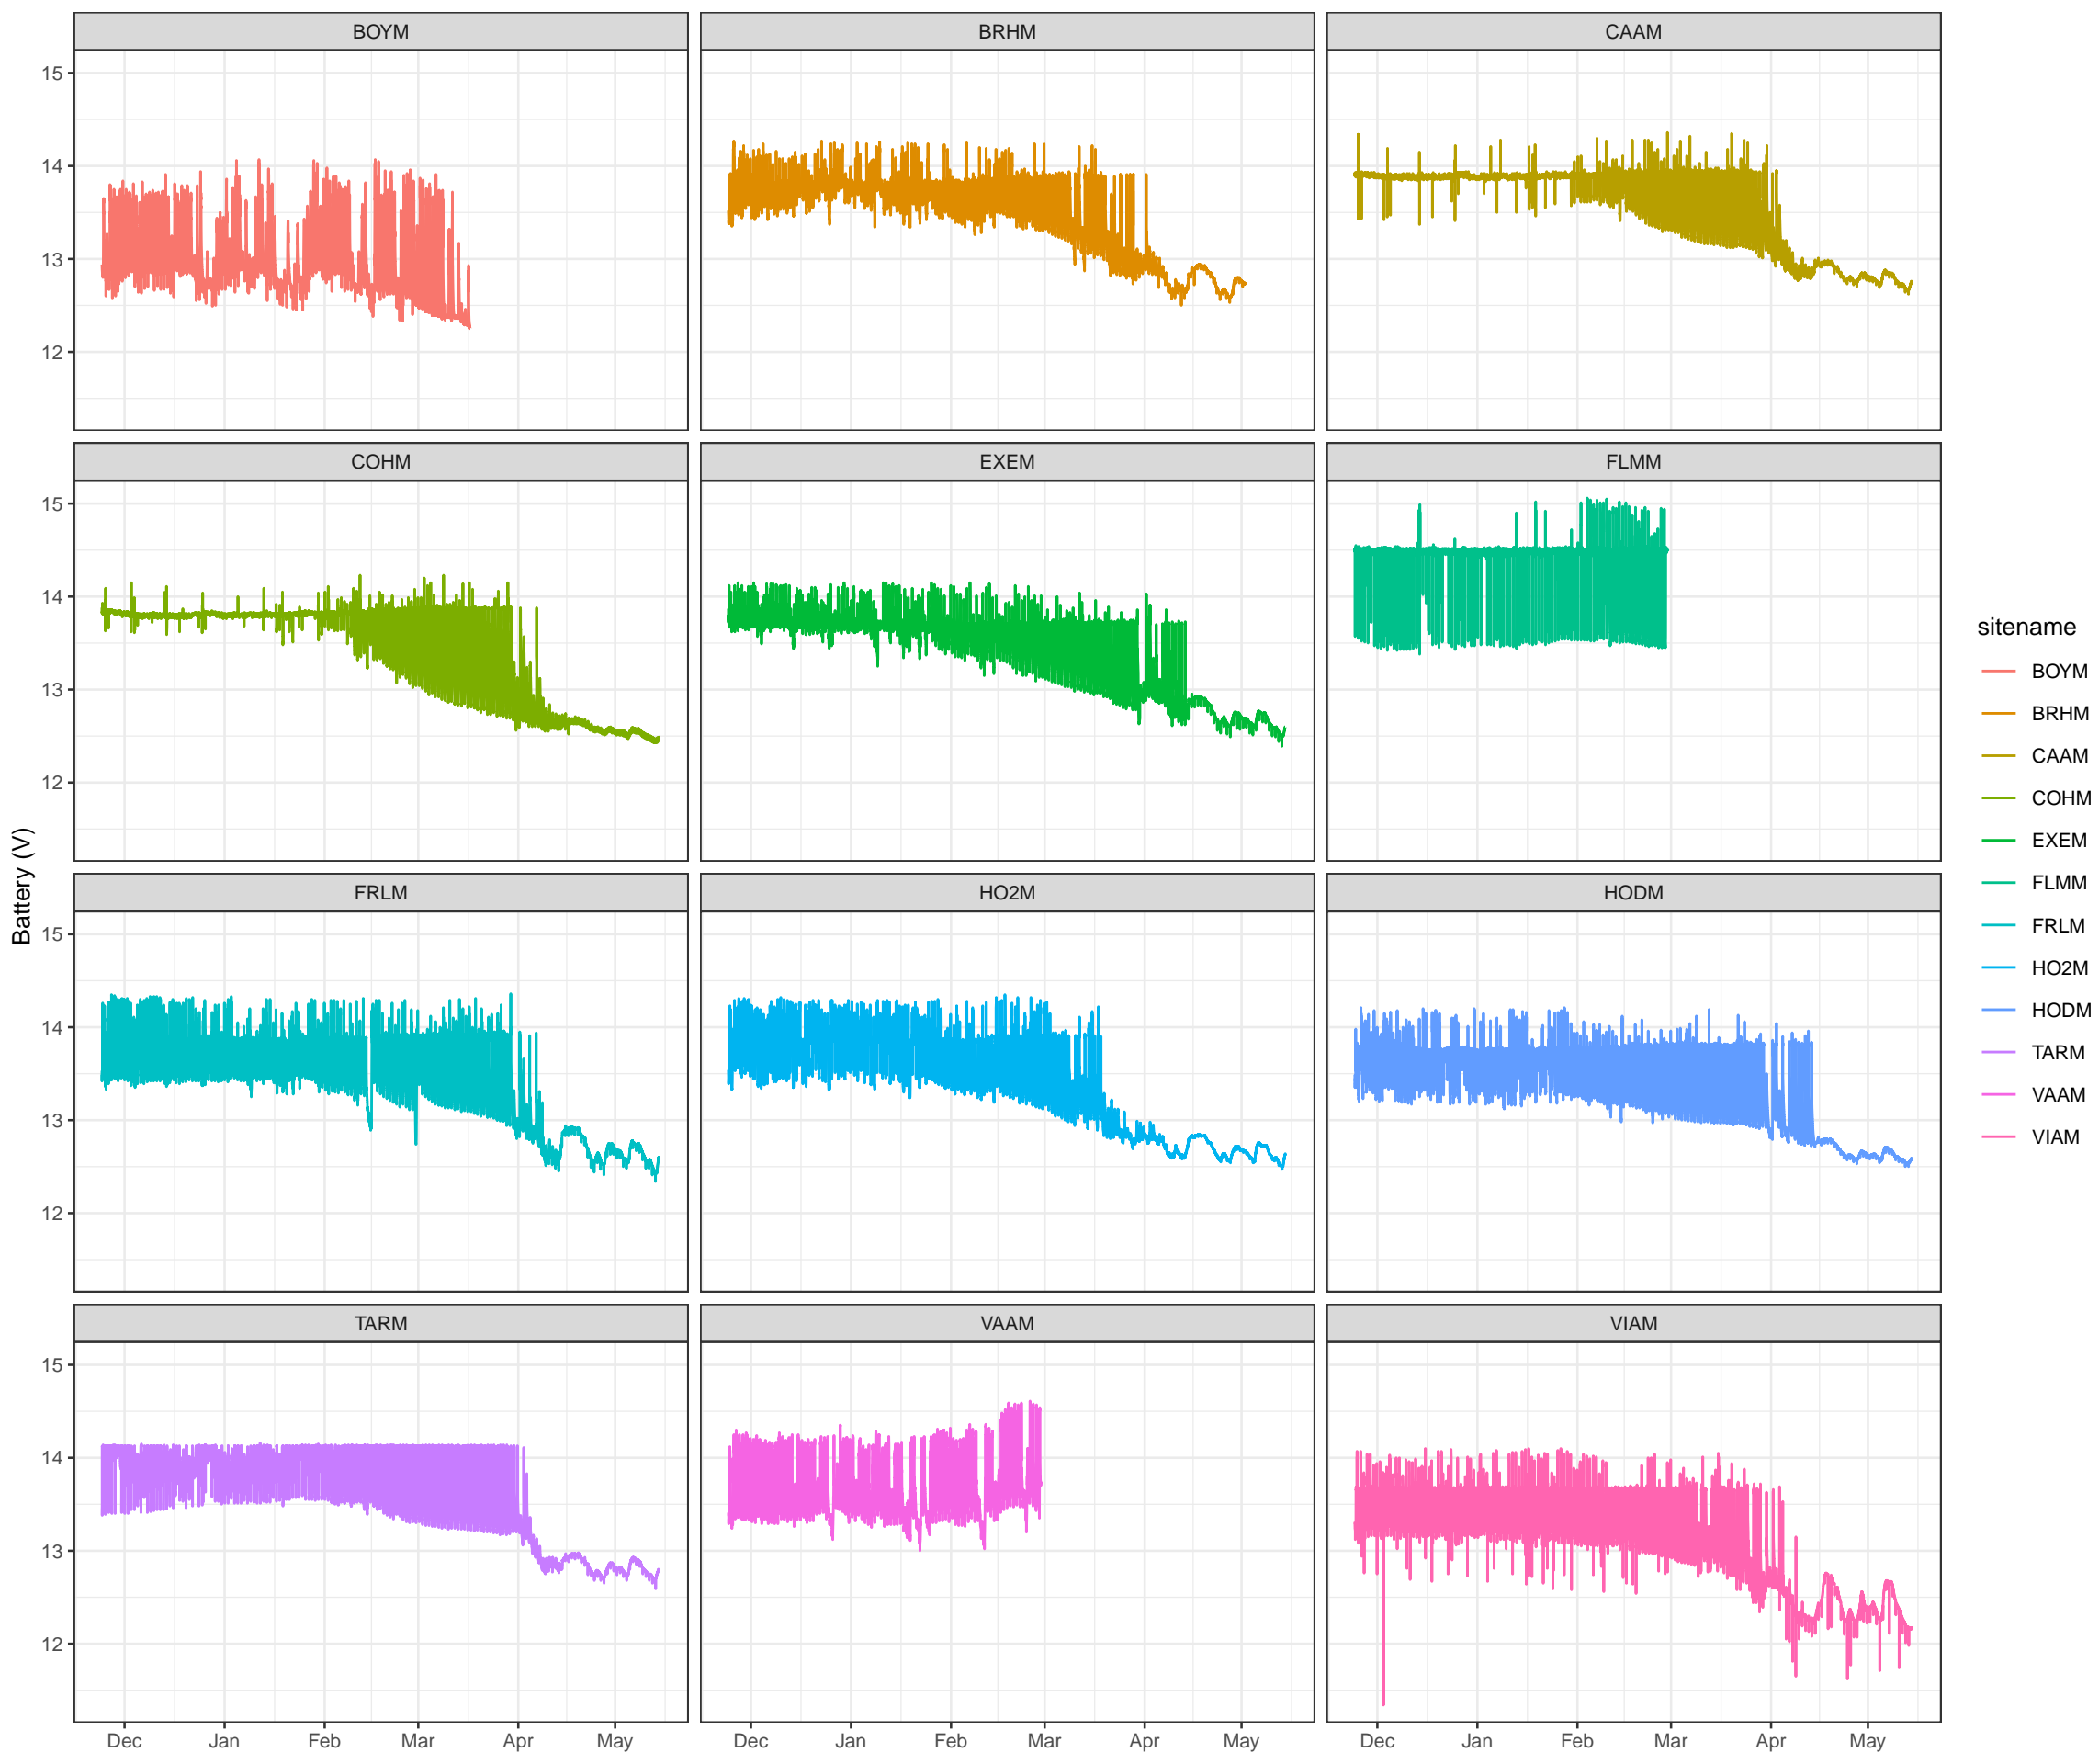 BOYM BRHM CAAM
15
14
13
12
COHM EXEM FLMM
15
14
13
12
FRLM HO2M HODM
15
14
13
12
TARM VAAM VIAM
15
14
13
12
Dec Jan Feb Mar Apr May Dec Jan Feb Mar Apr May Dec Jan Feb Mar Apr May
Battery (V)
sitename
BOYM
BRHM
CAAM
COHM
EXEM
FLMM
FRLM
HO2M
HODM
TARM
VAAM
VIAM